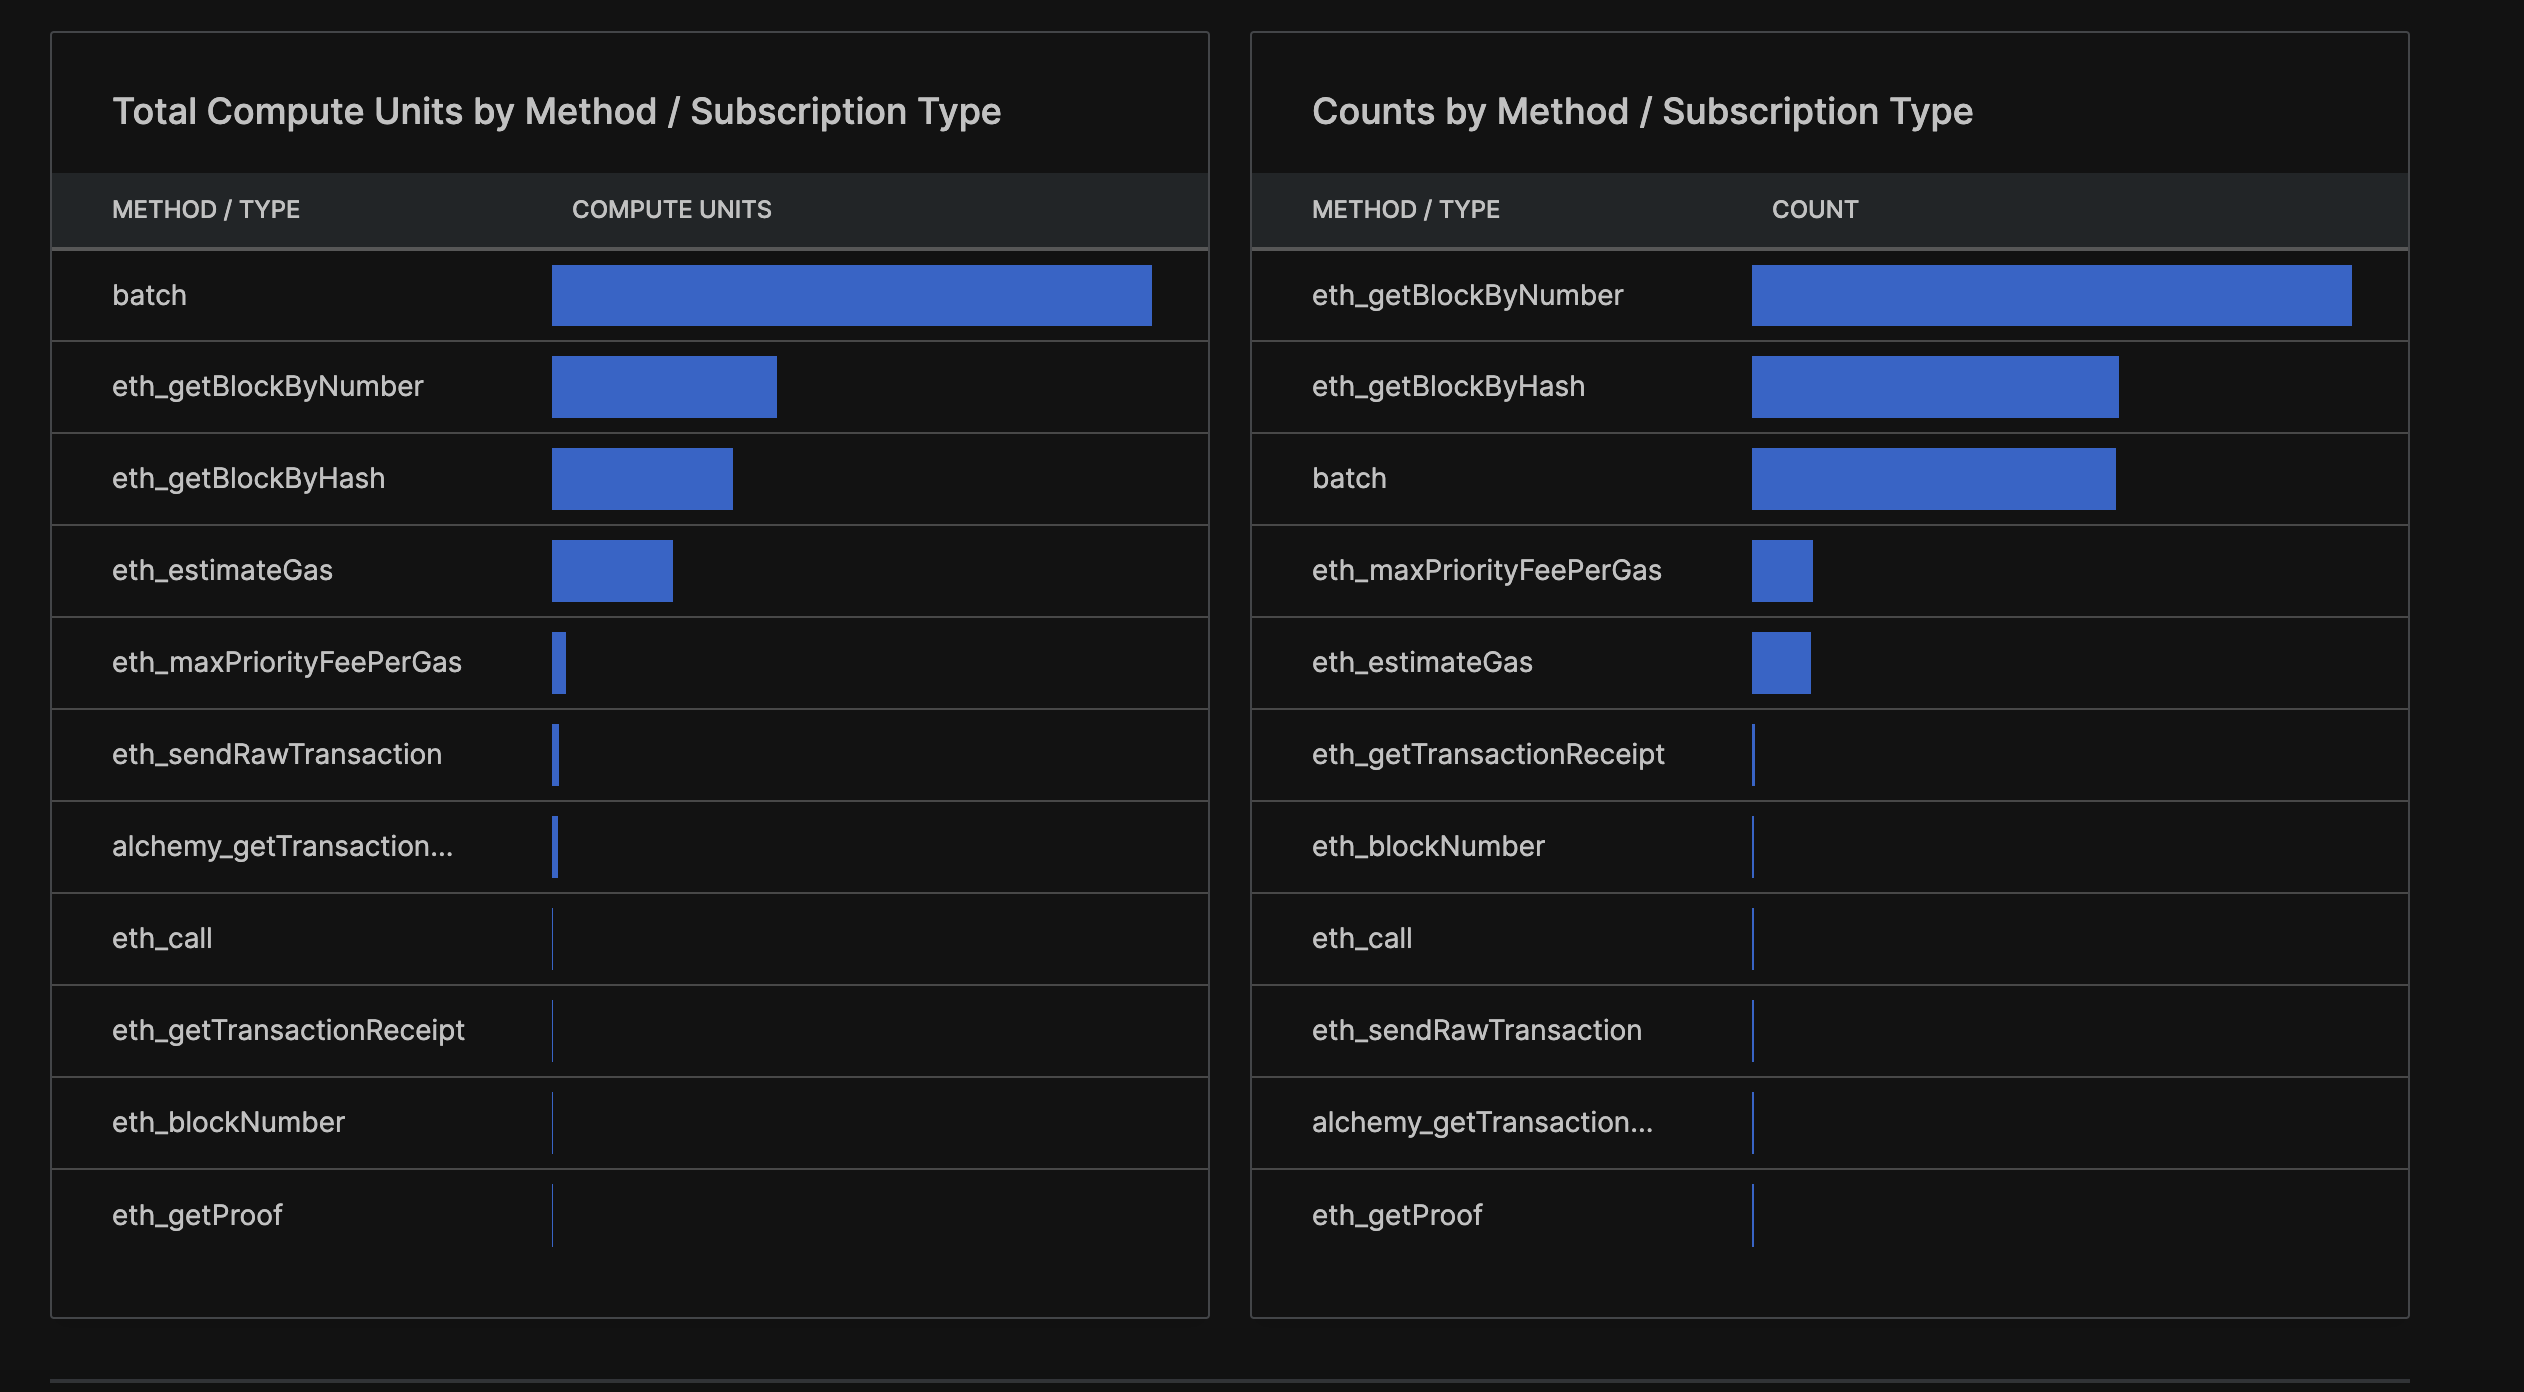 Total Compute Units by Method / Subscription Type
METHOD / TYPE COMPUTE UNITS
batch
eth_getBlockByNumber
eth_getBlockByHash
eth_estimateGas
eth_maxPriorityFeePerGas
eth_sendRawTransaction
alchemy_getTransaction...
eth_call
eth_getTransactionReceipt
eth_blockNumber
eth_getProof
Counts by Method / Subscription Type
METHOD / TYPE COUNT
eth_getBlockByNumber
eth_getBlockByHash
batch
eth_maxPriorityFeePerGas
eth_estimateGas
eth_getTransactionReceipt
eth_blockNumber
eth_call
eth_sendRawTransaction
alchemy_getTransaction...
eth_getProof